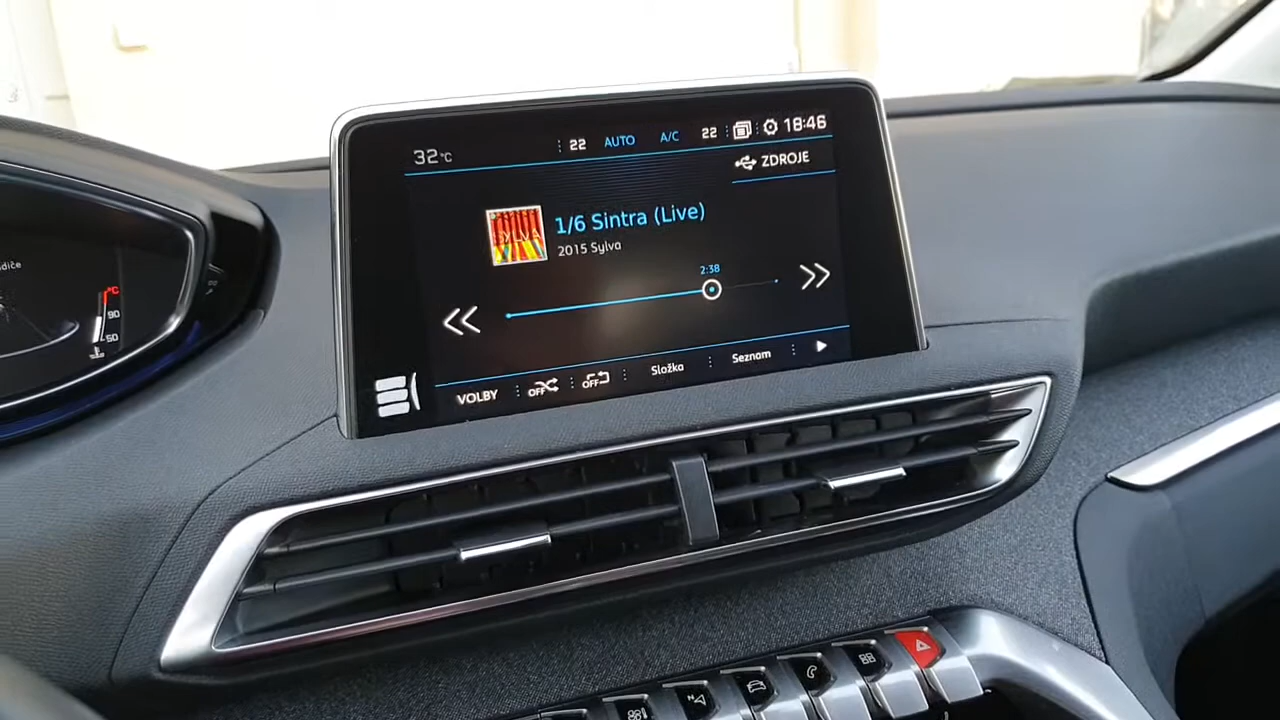 32°C
22 AUTO A/C 22 18:46
ZDROJE
SYLVA
1/6 Sintra (Live)
2015 Sylva
2:38
VOLBY OFF OFF Složka Seznam
°C
90
50
N